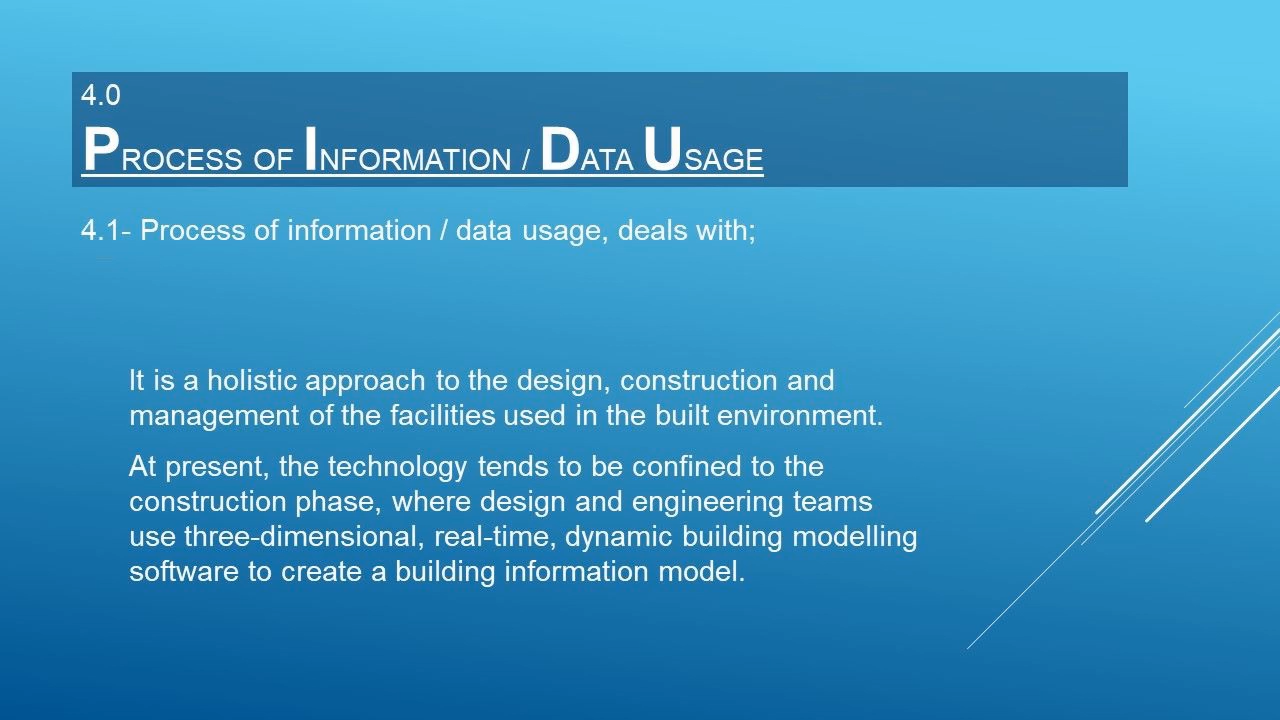 4.0
PROCESS OF INFORMATION / DATA USAGE
4.1- Process of information / data usage, deals with;
It is a holistic approach to the design, construction and
management of the facilities used in the built environment.
At present, the technology tends to be confined to the
construction phase, where design and engineering teams
use three-dimensional, real-time, dynamic building modelling
software to create a building information model.